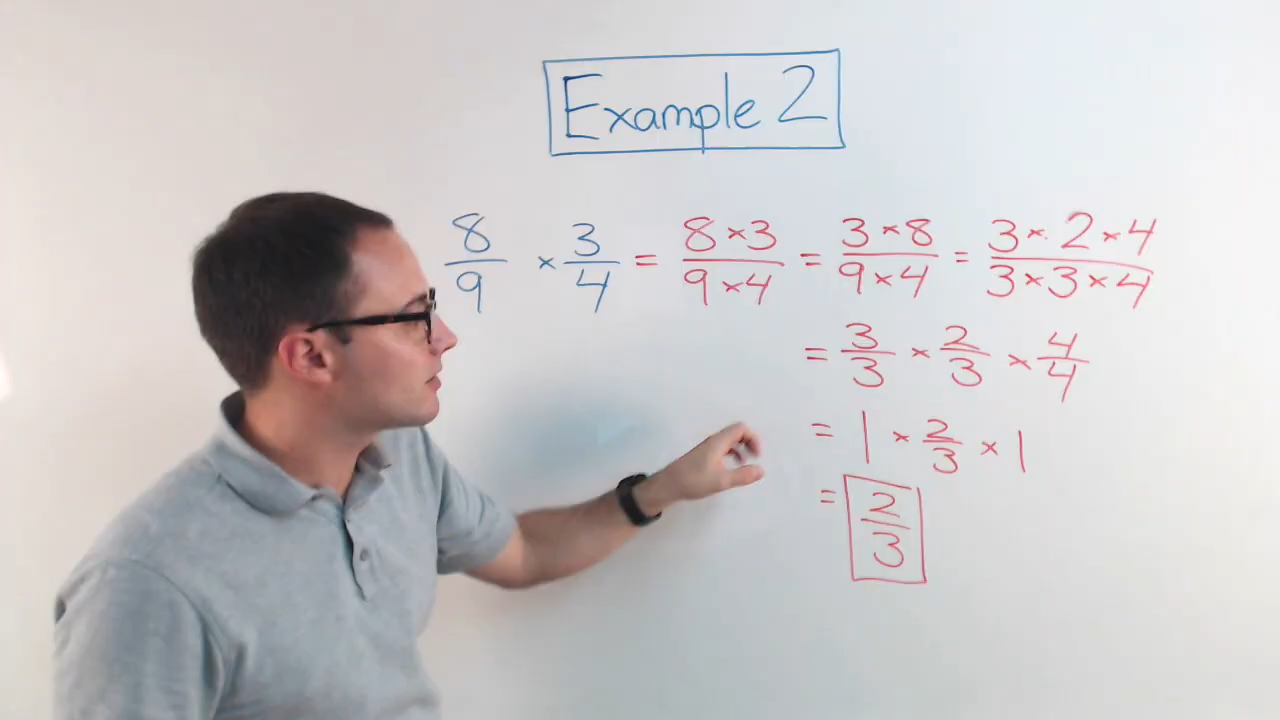 Example 2
8/9 × 3/4 = 8×3/9×4 = 3×8/9×4 = 3×2×4/3×3×4
= 3/3 × 2/3 × 4/4
= 1 × 2/3 × 1
= 2/3